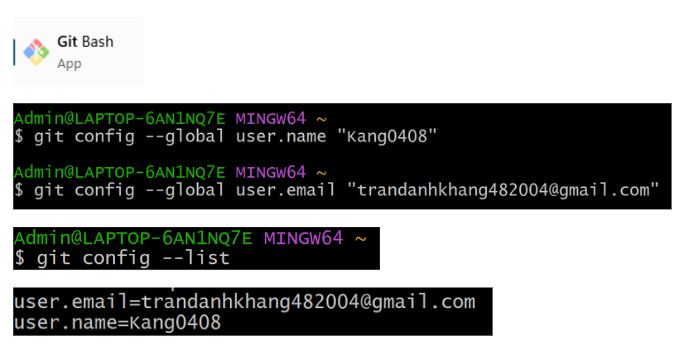 Git Bash
App
Admin@LAPTOP-6AN1NQ7E MINGW64 ~
$ git config --global user.name "Kang0408"
Admin@LAPTOP-6AN1NQ7E MINGW64 ~
$ git config --global user.email "trandanhkhang482004@gmail.com"
Admin@LAPTOP-6AN1NQ7E MINGW64 ~
$ git config --list
user.email=trandanhkhang482004@gmail.com
user.name=Kang0408